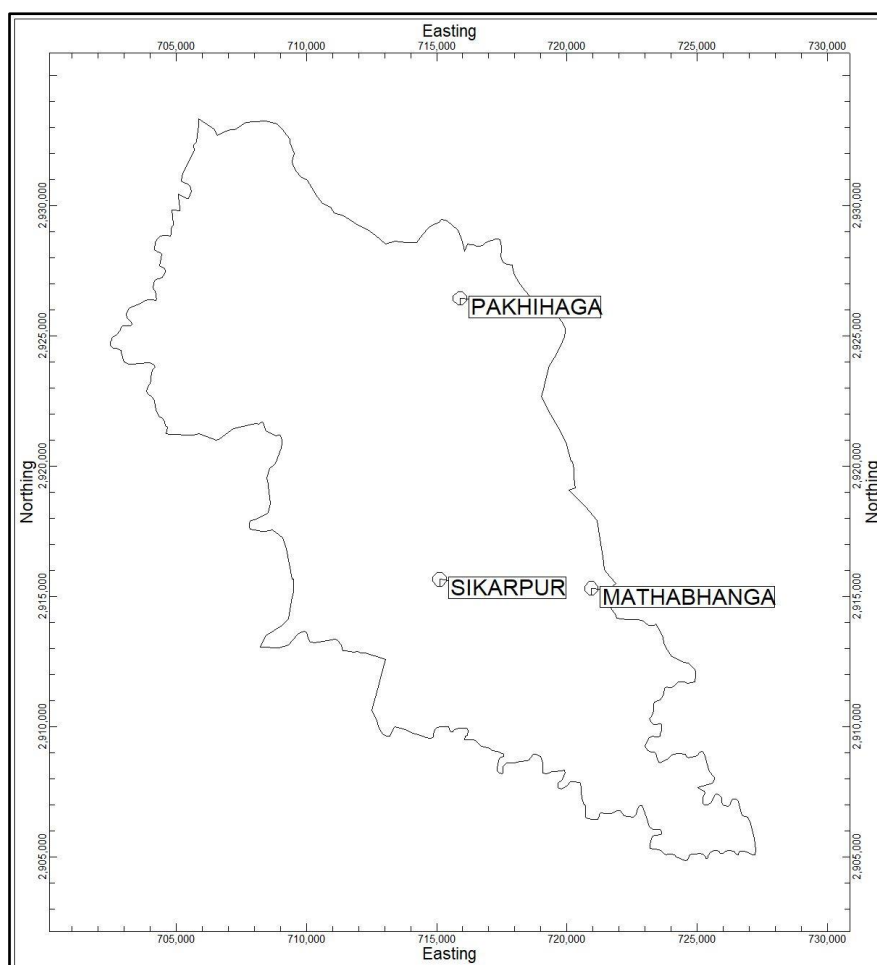 Easting
705,000 710,000 715,000 720,000 725,000 730,000
2,930,000 2,930,000
PAKHIHAGA
2,925,000 2,925,000
2,920,000 2,920,000
Northing Northing
SIKARPUR MATHABHANGA
2,915,000 2,915,000
2,910,000 2,910,000
2,905,000 2,905,000
705,000 710,000 715,000 720,000 725,000 730,000
Easting